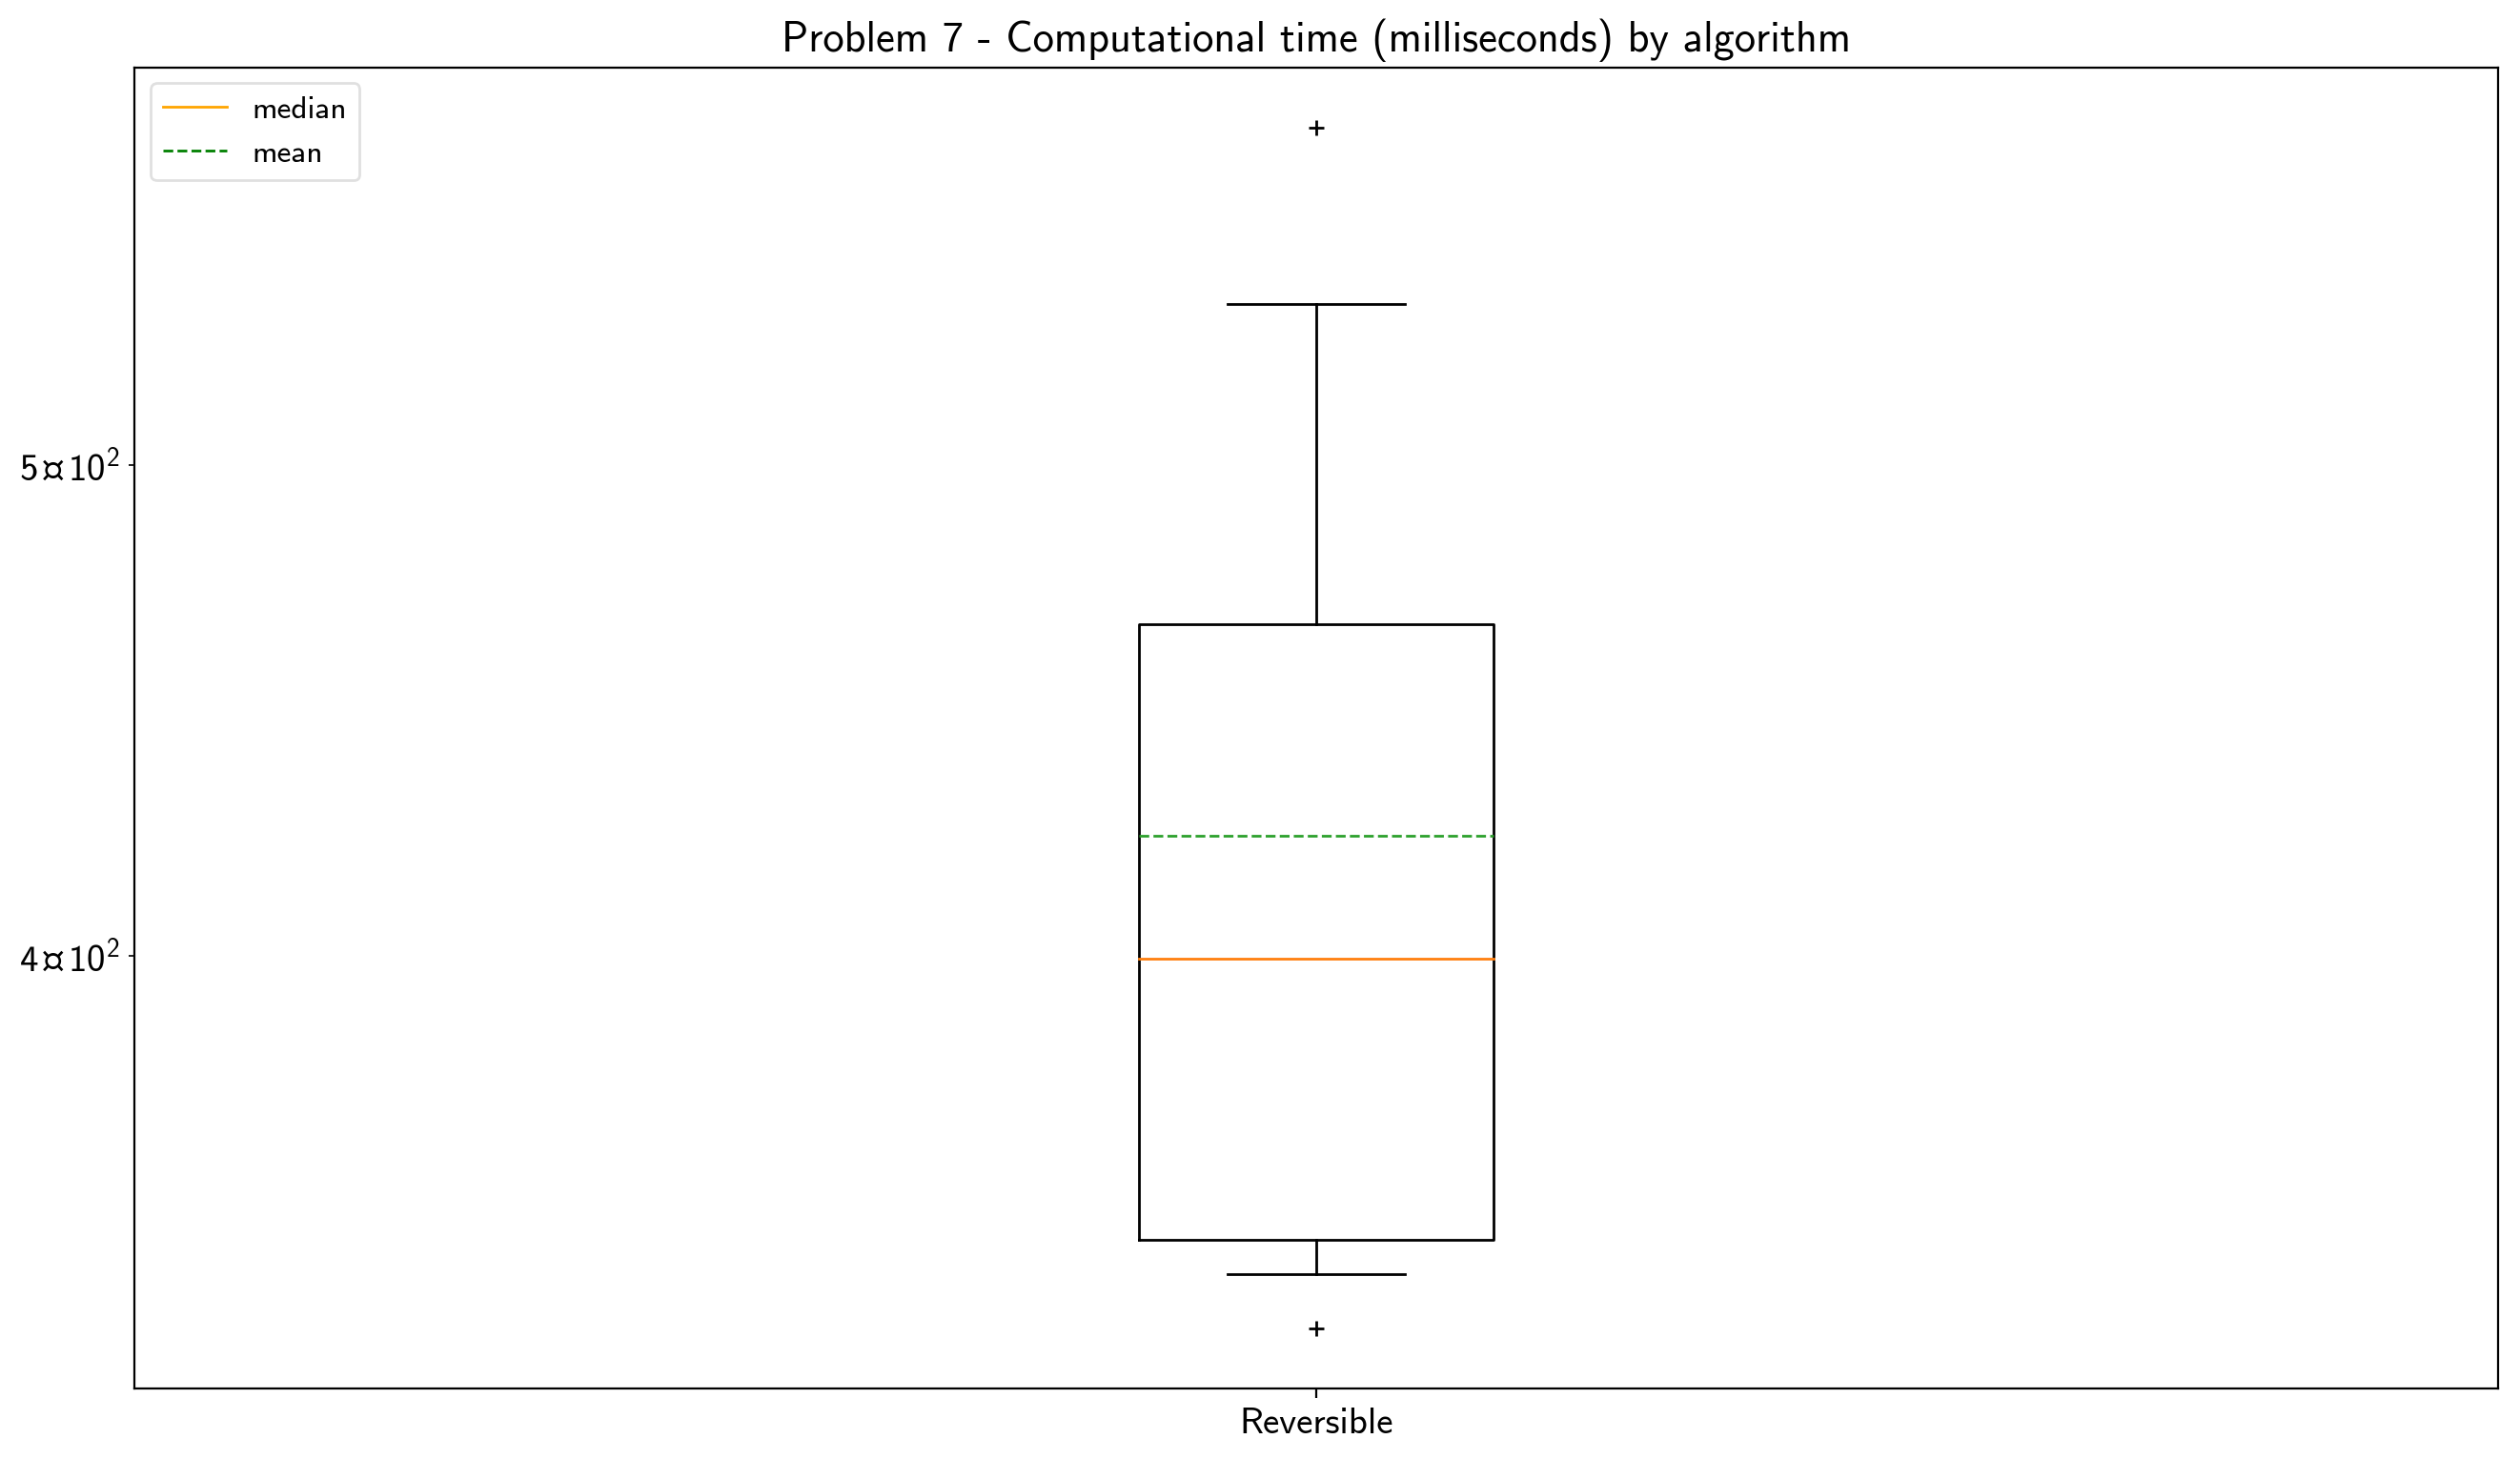 Problem 7 - Computational time (milliseconds) by algorithm
median
mean
5¤10²
4¤10²
Reversible